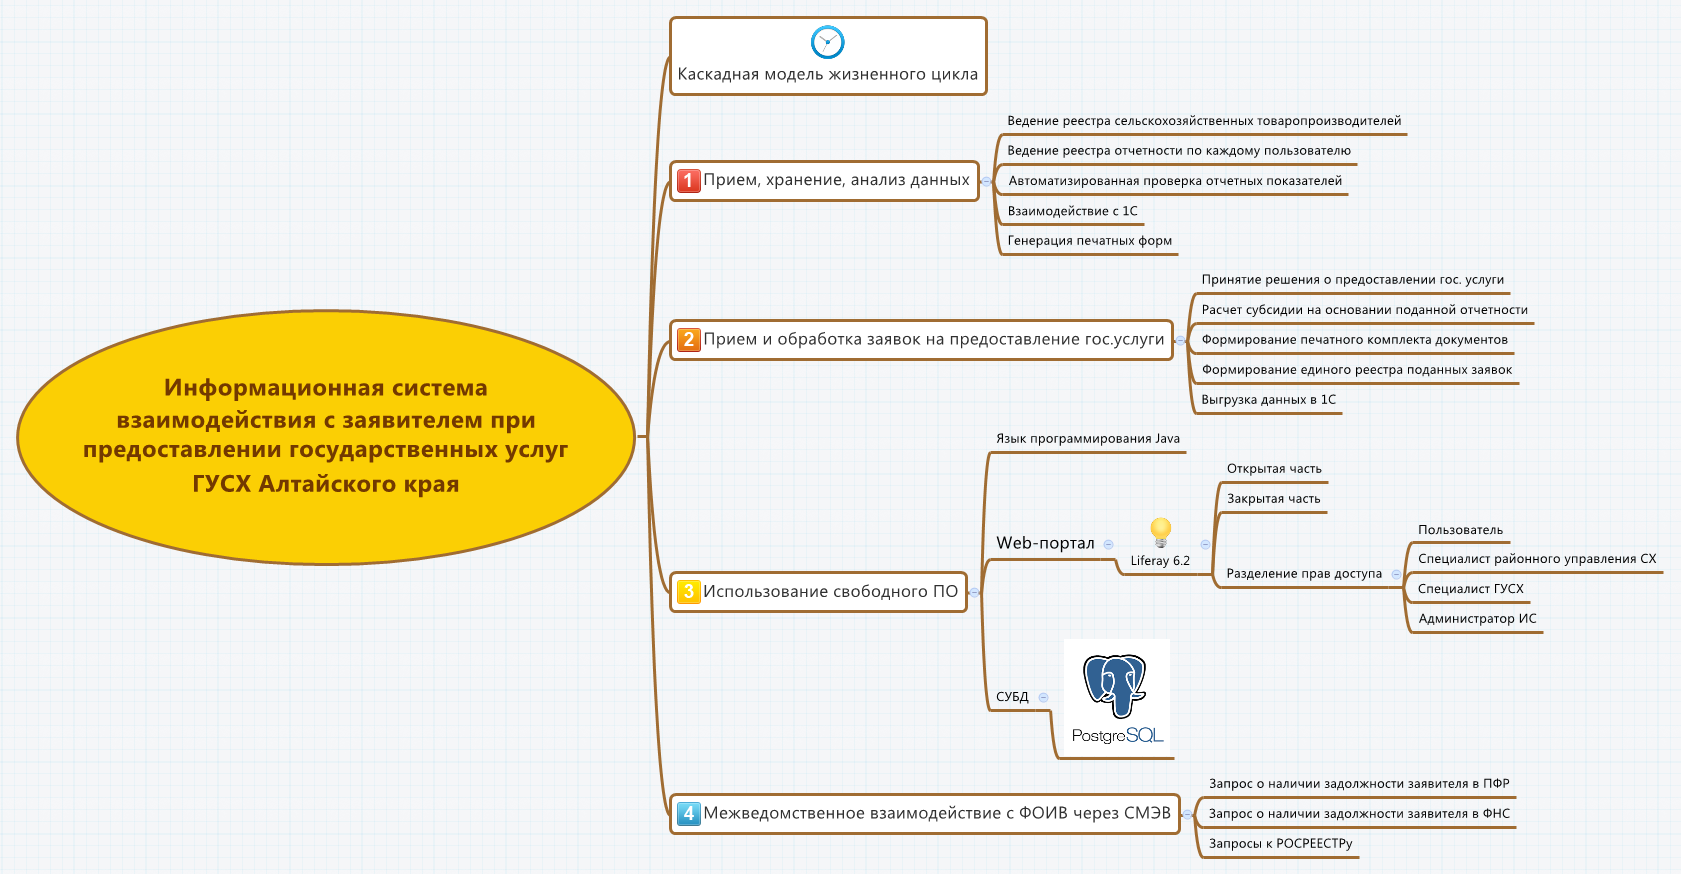 Информационная система
взаимодействия с заявителем при
предоставлении государственных услуг
ГУСХ Алтайского края
Каскадная модель жизненного цикла
1 Прием, хранение, анализ данных
Ведение реестра сельскохозяйственных товаропроизводителей
Ведение реестра отчетности по каждому пользователю
Автоматизированная проверка отчетных показателей
Взаимодействие с 1С
Генерация печатных форм
2 Прием и обработка заявок на предоставление гос.услуги
Принятие решения о предоставлении гос. услуги
Расчет субсидии на основании поданной отчетности
Формирование печатного комплекта документов
Формирование единого реестра поданных заявок
Выгрузка данных в 1С
3 Использование свободного ПО
Язык программирования Java
Web-портал
Liferay 6.2
Открытая часть
Закрытая часть
Разделение прав доступа
Пользователь
Специалист районного управления СХ
Специалист ГУСХ
Администратор ИС
СУБД
PostgreSQL
4 Межведомственное взаимодействие с ФОИВ через СМЭВ
Запрос о наличии задолжности заявителя в ПФР
Запрос о наличии задолжности заявителя в ФНС
Запросы к РОСРЕЕСТРу